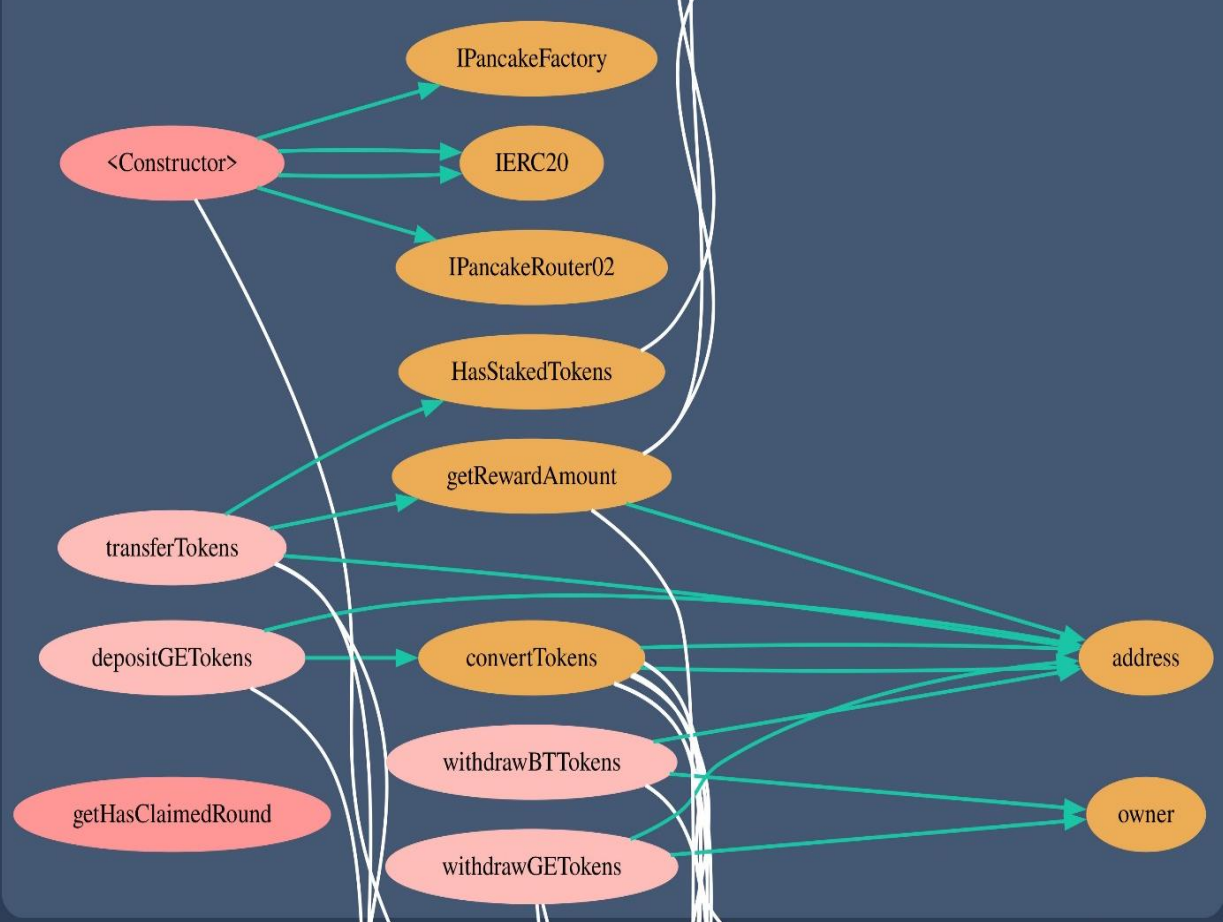 IPancakeFactory
<Constructor>
IERC20
IPancakeRouter02
HasStakedTokens
getRewardAmount
transferTokens
depositGETokens
convertTokens
address
withdrawBTTokens
getHasClaimedRound
owner
withdrawGETokens